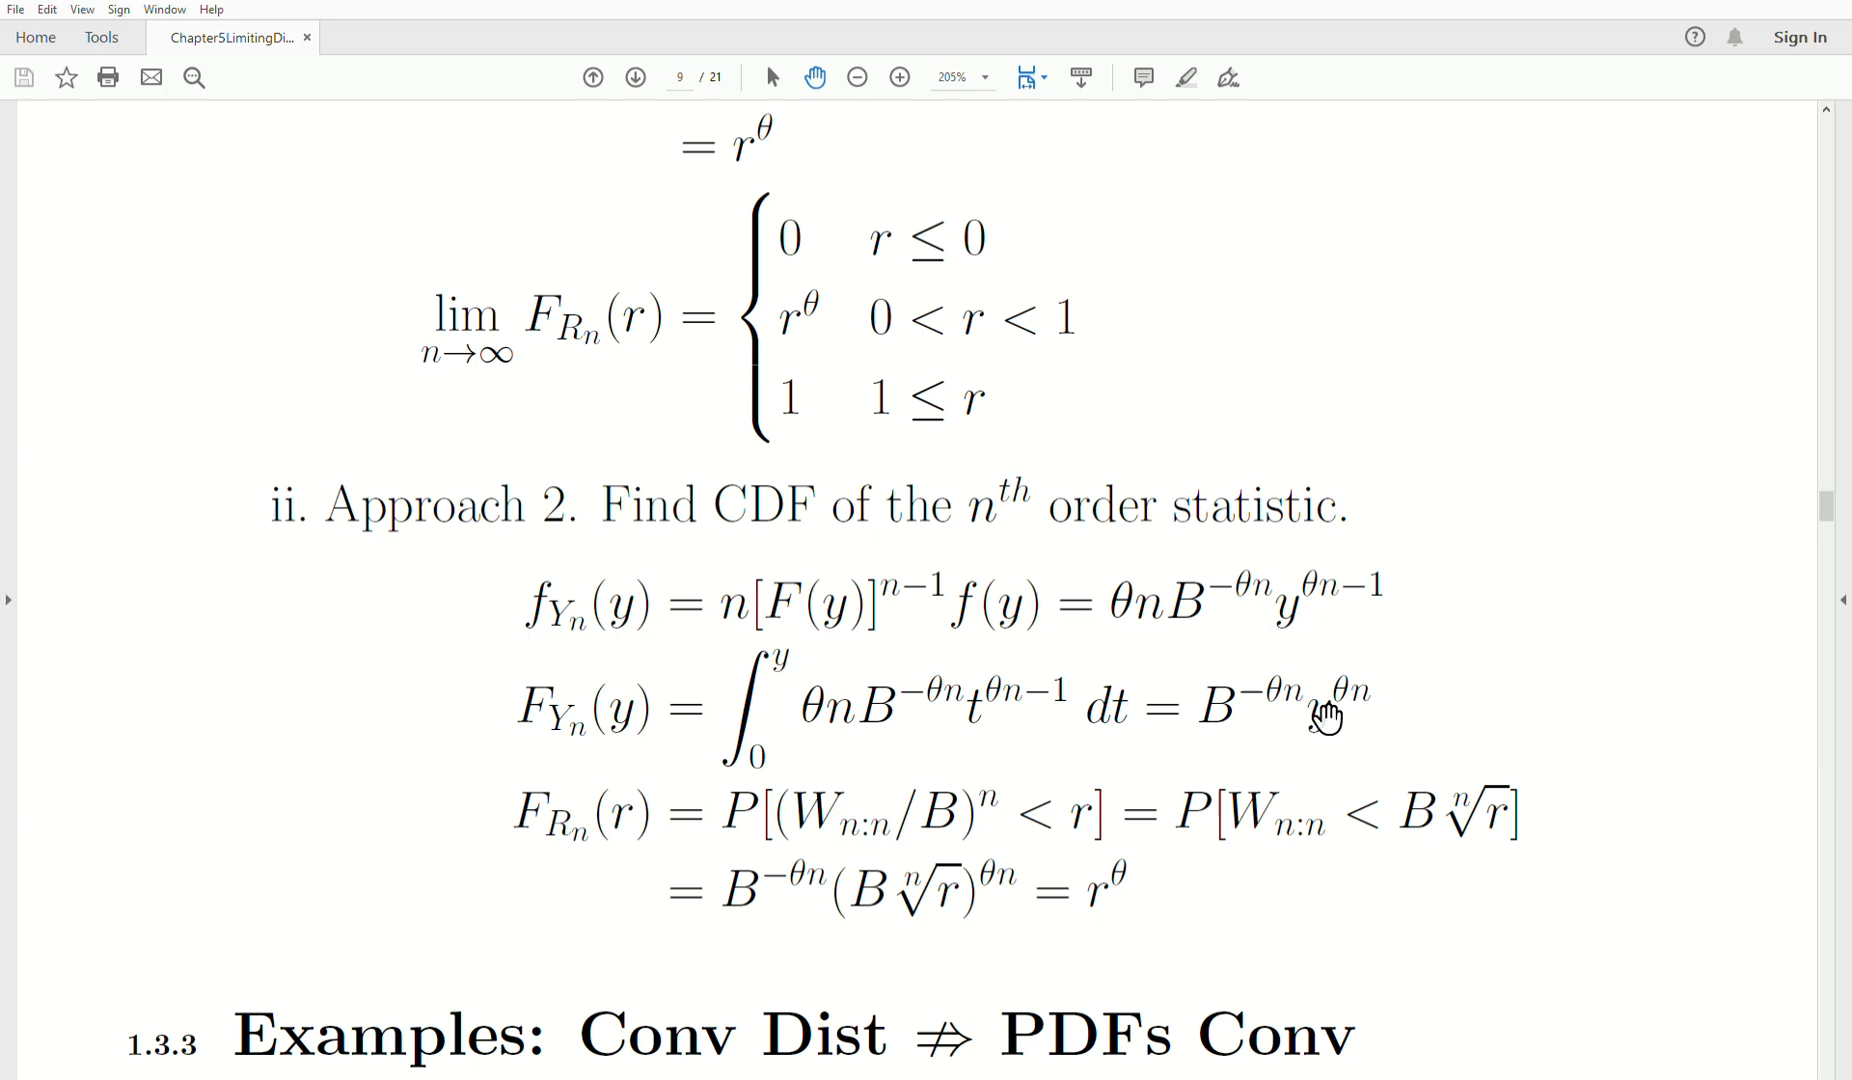 File Edit View Sign Window Help
Home Tools Chapter5LimitingDi... × Sign In
9 / 21 205%
= r^θ
lim_{n→∞} F_{R_n}(r) = { 0 r ≤ 0
r^θ 0 < r < 1
1 1 ≤ r
ii. Approach 2. Find CDF of the n^{th} order statistic.
f_{Y_n}(y) = n[F(y)]^{n−1} f(y) = θnB^{−θn}y^{θn−1}
F_{Y_n}(y) = ∫_0^y θnB^{−θn}t^{θn−1} dt = B^{−θn}y^{θn}
F_{R_n}(r) = P[(W_{n:n}/B)^n < r] = P[W_{n:n} < B ⁿ√r]
= B^{−θn}(B ⁿ√r)^{θn} = r^θ
1.3.3 Examples: Conv Dist ⇏ PDFs Conv